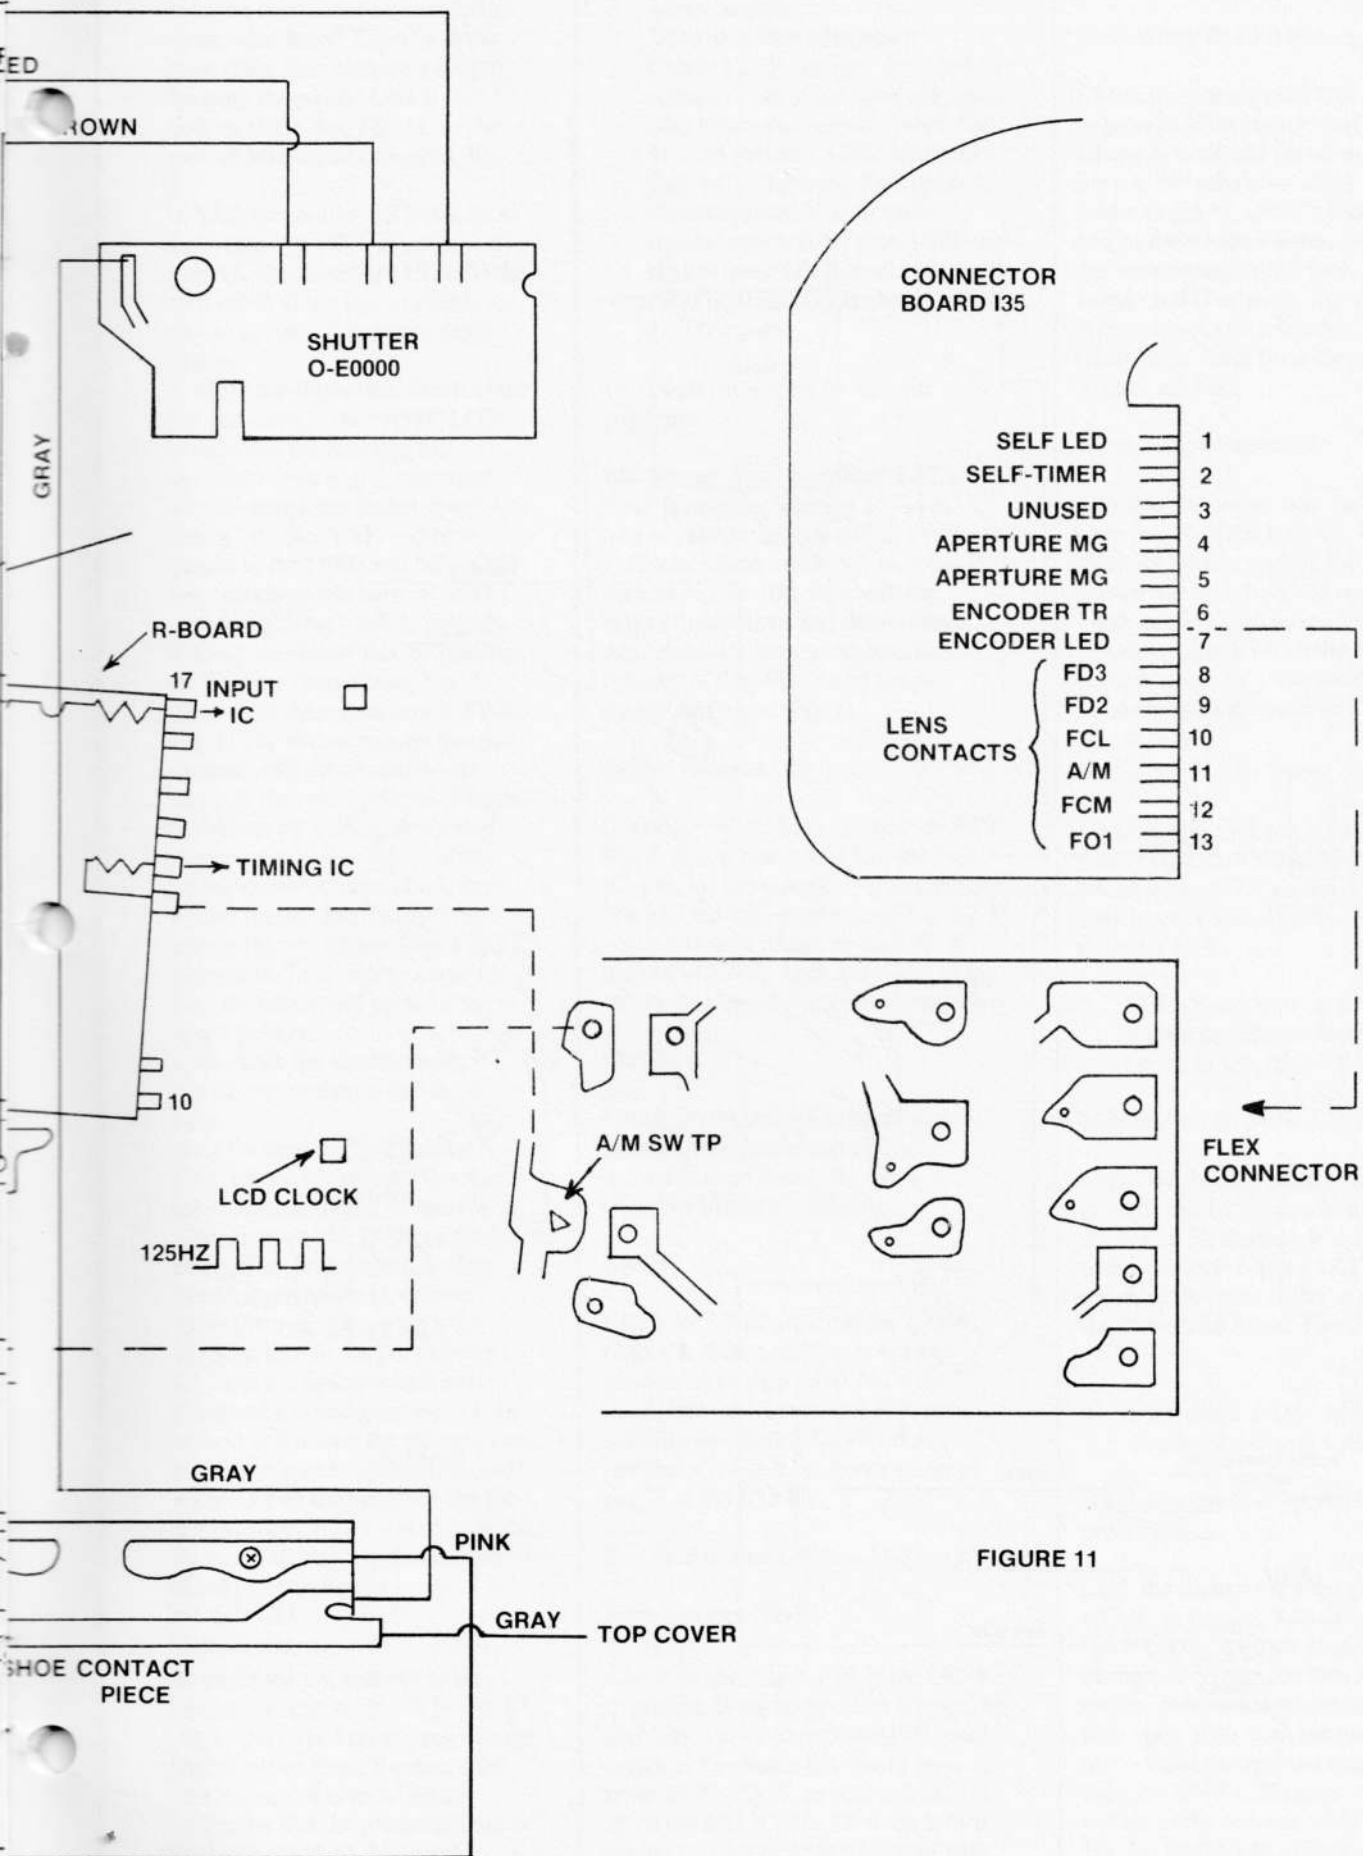 ED
ROWN
SHUTTER
O-E0000
GRAY
CONNECTOR
BOARD I35
SELF LED 1
SELF-TIMER 2
UNUSED 3
APERTURE MG 4
APERTURE MG 5
ENCODER TR 6
ENCODER LED 7
FD3 8
FD2 9
FCL 10
A/M 11
FCM 12
FO1 13
LENS
CONTACTS
R-BOARD
17 INPUT
IC
TIMING IC
10
LCD CLOCK
125HZ
A/M SW TP
FLEX
CONNECTOR
GRAY
PINK
GRAY
TOP COVER
SHOE CONTACT
PIECE
FIGURE 11